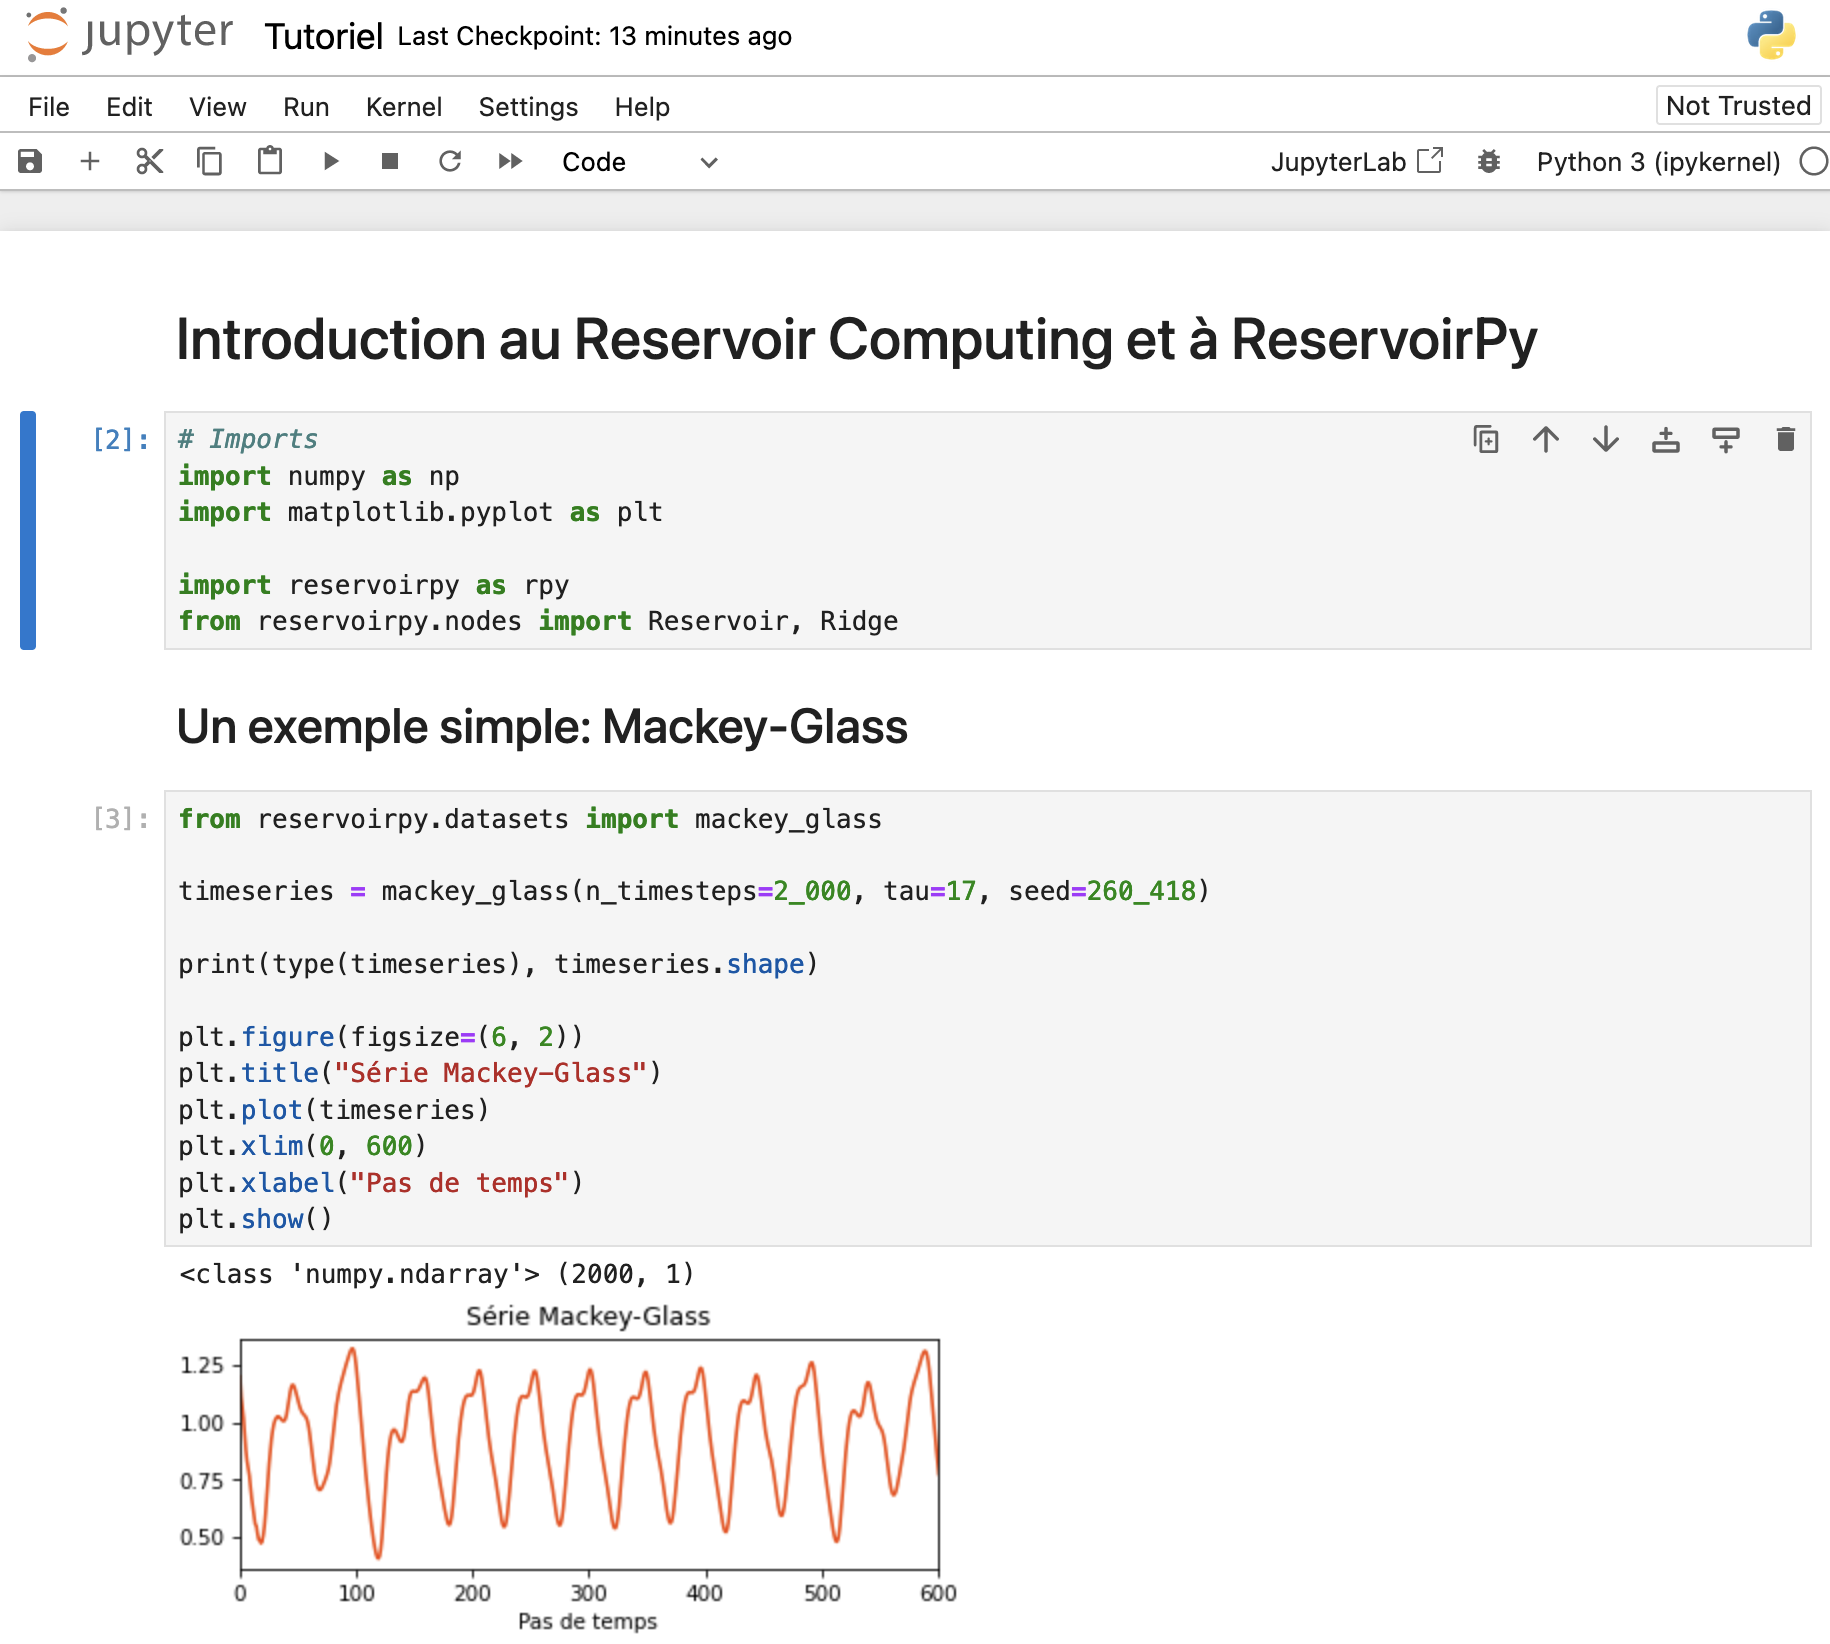 jupyter Tutoriel Last Checkpoint: 13 minutes ago
File Edit View Run Kernel Settings Help Not Trusted
Code JupyterLab Python 3 (ipykernel)
Introduction au Reservoir Computing et à ReservoirPy
[2]: # Imports
import numpy as np
import matplotlib.pyplot as plt
import reservoirpy as rpy
from reservoirpy.nodes import Reservoir, Ridge
Un exemple simple: Mackey-Glass
[3]: from reservoirpy.datasets import mackey_glass
timeseries = mackey_glass(n_timesteps=2_000, tau=17, seed=260_418)
print(type(timeseries), timeseries.shape)
plt.figure(figsize=(6, 2))
plt.title("Série Mackey-Glass")
plt.plot(timeseries)
plt.xlim(0, 600)
plt.xlabel("Pas de temps")
plt.show()
<class 'numpy.ndarray'> (2000, 1)
Série Mackey-Glass
1.25
1.00
0.75
0.50
0 100 200 300 400 500 600
Pas de temps